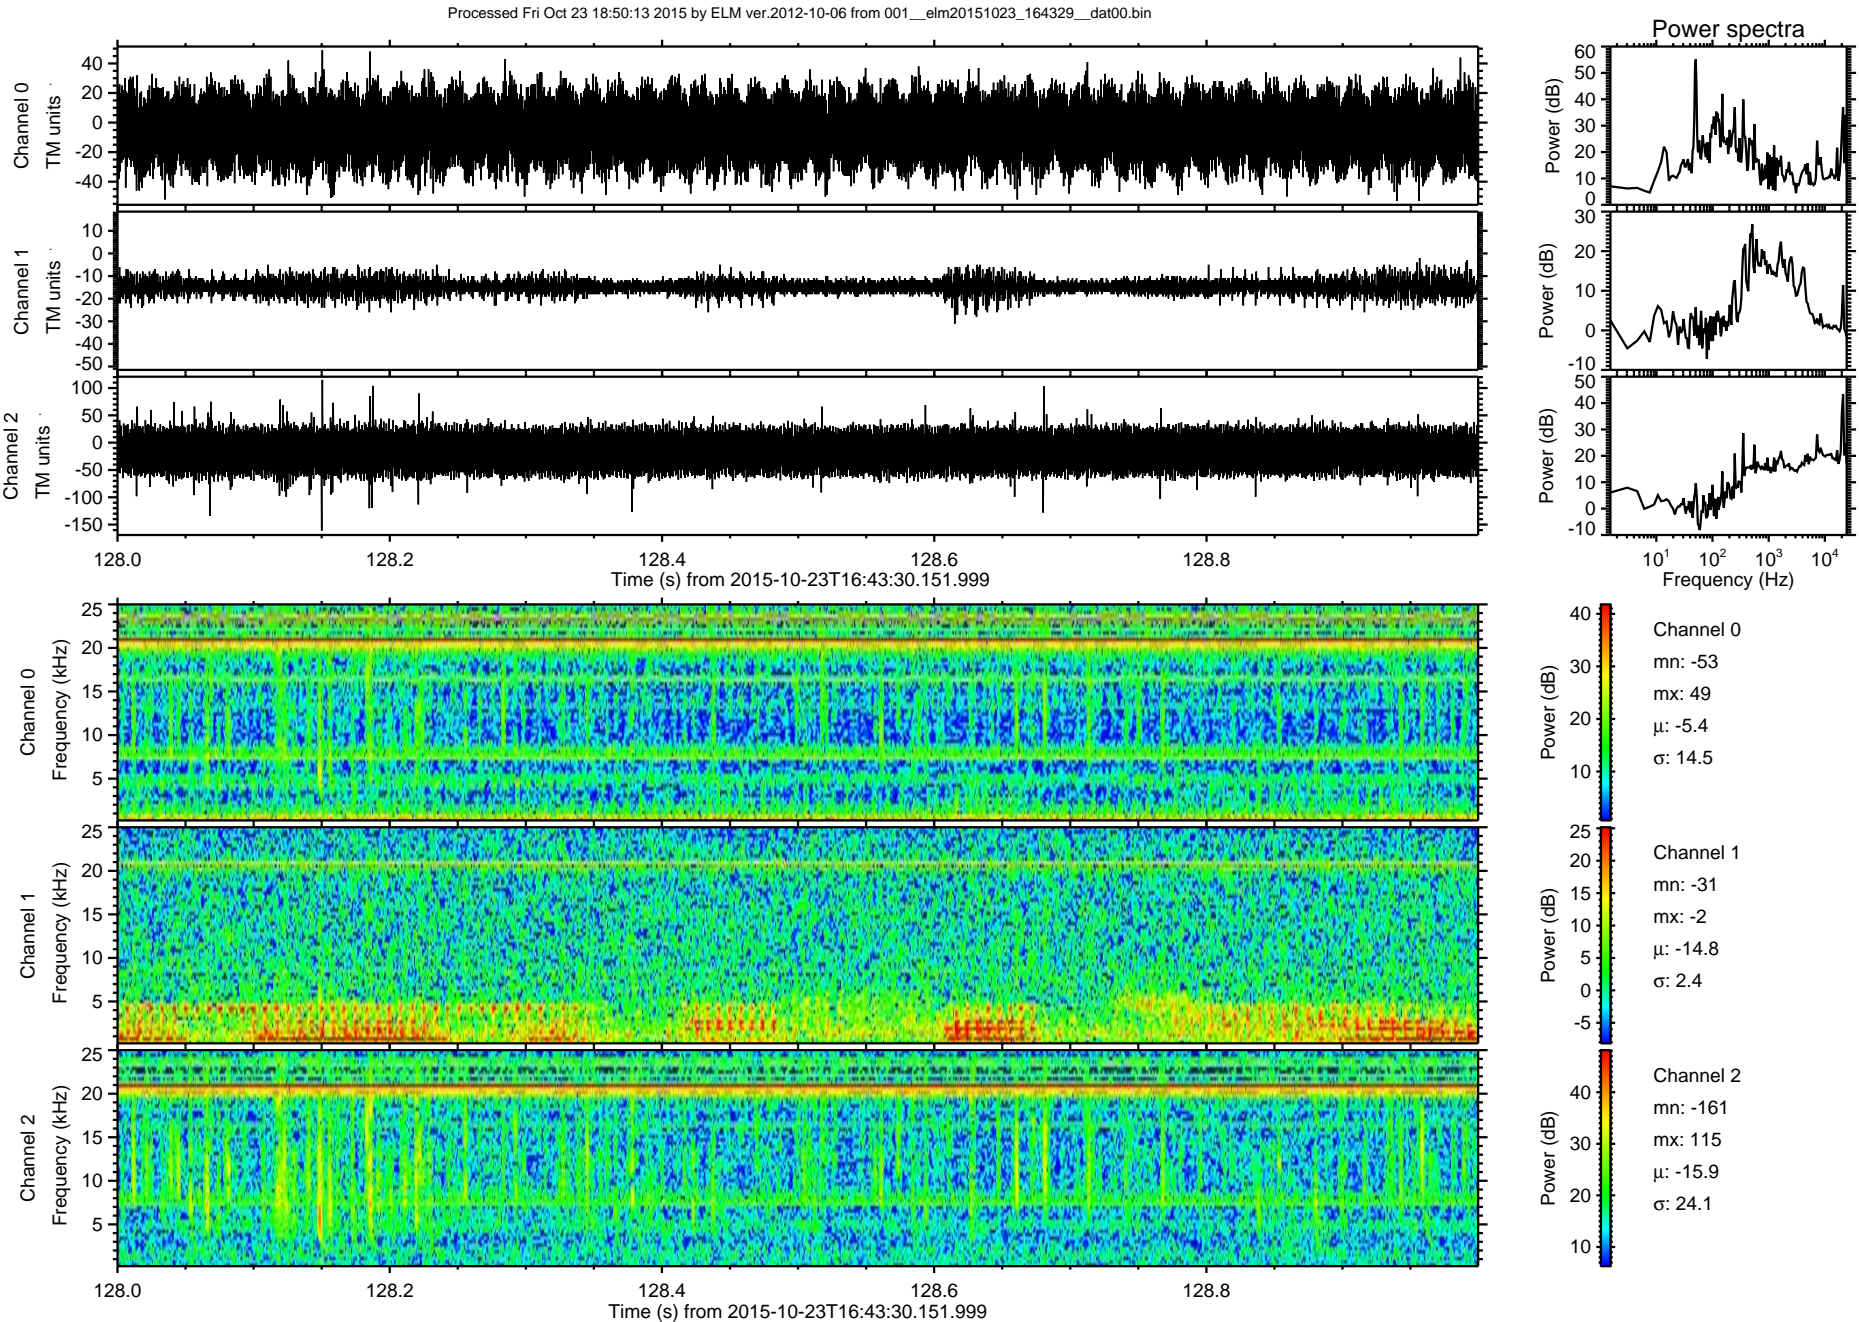 Processed Fri Oct 23 18:50:13 2015 by ELM ver.2012-10-06 from 001__elm20151023_164329__dat00.bin
Power spectra
Channel 0
TM units
40
20
0
-20
-40
Power (dB)
60
50
40
30
20
10
0
Channel 1
TM units
10
0
-10
-20
-30
-40
-50
Power (dB)
30
20
10
0
-10
Channel 2
TM units
100
50
0
-50
-100
-150
Power (dB)
50
40
30
20
10
0
-10
128.0 128.2 128.4 128.6 128.8
Time (s) from 2015-10-23T16:43:30.151.999
10^1 10^2 10^3 10^4
Frequency (Hz)
Channel 0
Frequency (kHz)
25
20
15
10
5
Power (dB)
40
30
20
10
Channel 0
mn: -53
mx: 49
μ: -5.4
σ: 14.5
Channel 1
Frequency (kHz)
25
20
15
10
5
Power (dB)
25
20
15
10
5
0
-5
Channel 1
mn: -31
mx: -2
μ: -14.8
σ: 2.4
Channel 2
Frequency (kHz)
25
20
15
10
5
Power (dB)
40
30
20
10
Channel 2
mn: -161
mx: 115
μ: -15.9
σ: 24.1
128.0 128.2 128.4 128.6 128.8
Time (s) from 2015-10-23T16:43:30.151.999